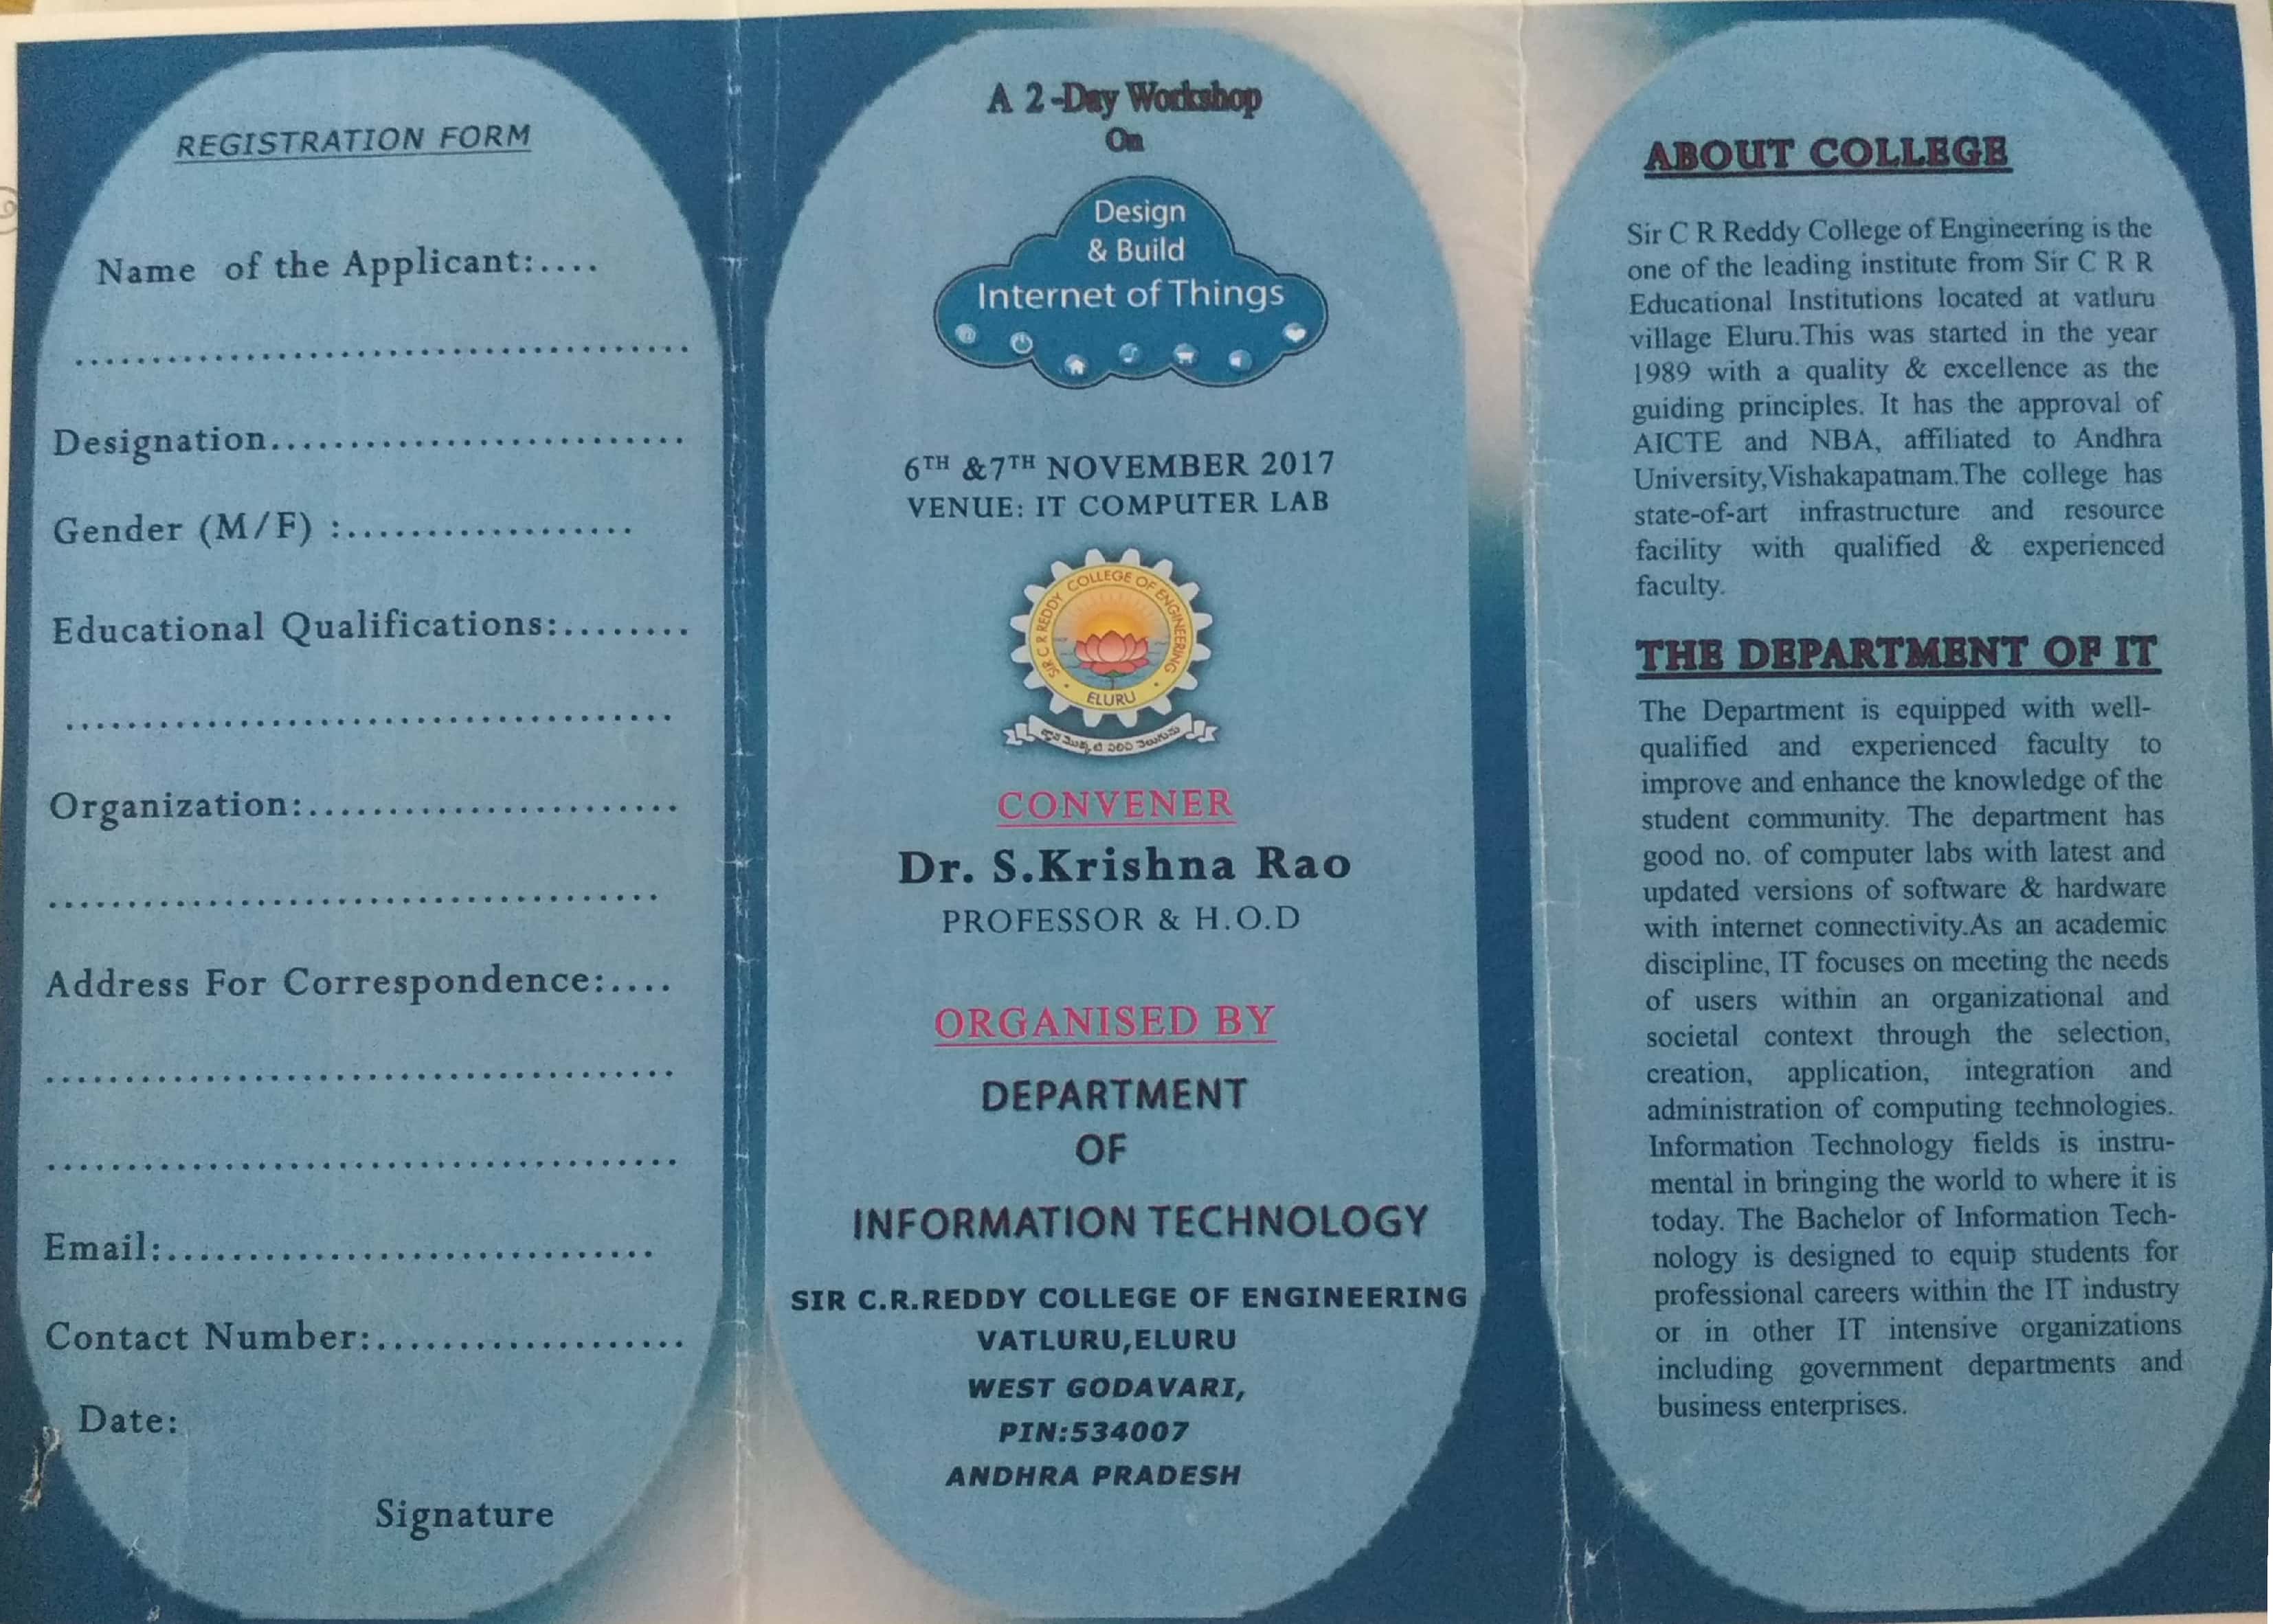 REGISTRATION FORM
Name of the Applicant:....
.......................................
Designation..........................
Gender (M/F) :..................
Educational Qualifications:........
......................................
Organization:.......................
.......................................
Address For Correspondence:....
........................................
........................................
Email:..............................
Contact Number:...................
Date:
Signature
A 2-Day Workshop
On
Design
& Build
Internet of Things
6TH &7TH NOVEMBER 2017
VENUE: IT COMPUTER LAB
SIR C R REDDY COLLEGE OF ENGINEERING
ELURU
CONVENER
Dr. S.Krishna Rao
PROFESSOR & H.O.D
ORGANISED BY
DEPARTMENT
OF
INFORMATION TECHNOLOGY
SIR C.R.REDDY COLLEGE OF ENGINEERING
VATLURU,ELURU
WEST GODAVARI,
PIN:534007
ANDHRA PRADESH
ABOUT COLLEGE
Sir C R Reddy College of Engineering is the
one of the leading institute from Sir C R R
Educational Institutions located at vatluru
village Eluru.This was started in the year
1989 with a quality & excellence as the
guiding principles. It has the approval of
AICTE and NBA, affiliated to Andhra
University,Vishakapatnam.The college has
state-of-art infrastructure and resource
facility with qualified & experienced
faculty.
THE DEPARTMENT OF IT
The Department is equipped with well-
qualified and experienced faculty to
improve and enhance the knowledge of the
student community. The department has
good no. of computer labs with latest and
updated versions of software & hardware
with internet connectivity.As an academic
discipline, IT focuses on meeting the needs
of users within an organizational and
societal context through the selection,
creation, application, integration and
administration of computing technologies.
Information Technology fields is instru-
mental in bringing the world to where it is
today. The Bachelor of Information Tech-
nology is designed to equip students for
professional careers within the IT industry
or in other IT intensive organizations
including government departments and
business enterprises.